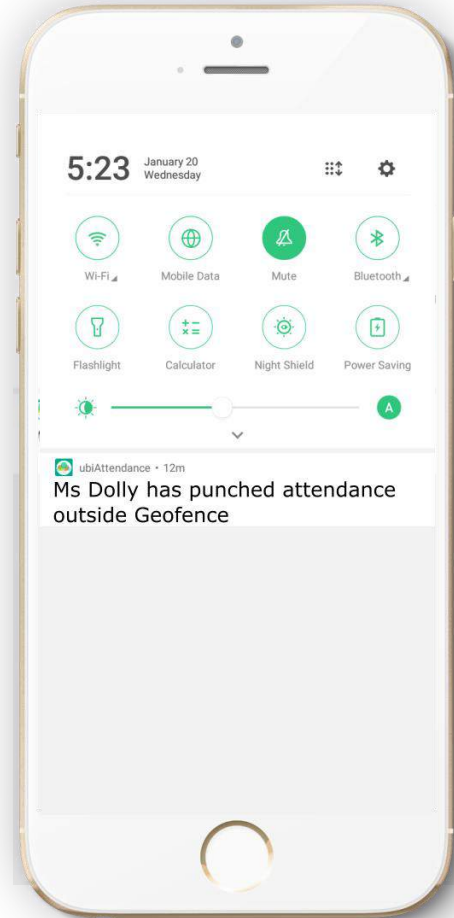 5:23
January 20
Wednesday
Wi-Fi
Mobile Data
Mute
Bluetooth
Flashlight
Calculator
Night Shield
Power Saving
A
ubiAttendance • 12m
Ms Dolly has punched attendance
outside Geofence